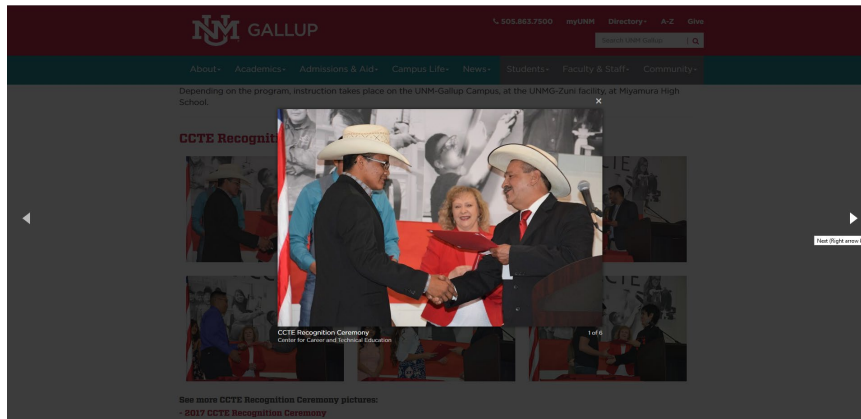 UNM GALLUP
505.863.7500 myUNM Directory A-Z Give
Search UNM Gallup
About Academics Admissions & Aid Campus Life News Students Faculty & Staff Community
Depending on the program, instruction takes place on the UNM-Gallup Campus, at the UNMG-Zuni facility, at Miyamura High
School.
×
CCTE Recogniti
Next (Right arrow
CCTE Recognition Ceremony 1 of 6
Center for Career and Technical Education
See more CCTE Recognition Ceremony pictures:
- 2017 CCTE Recognition Ceremony